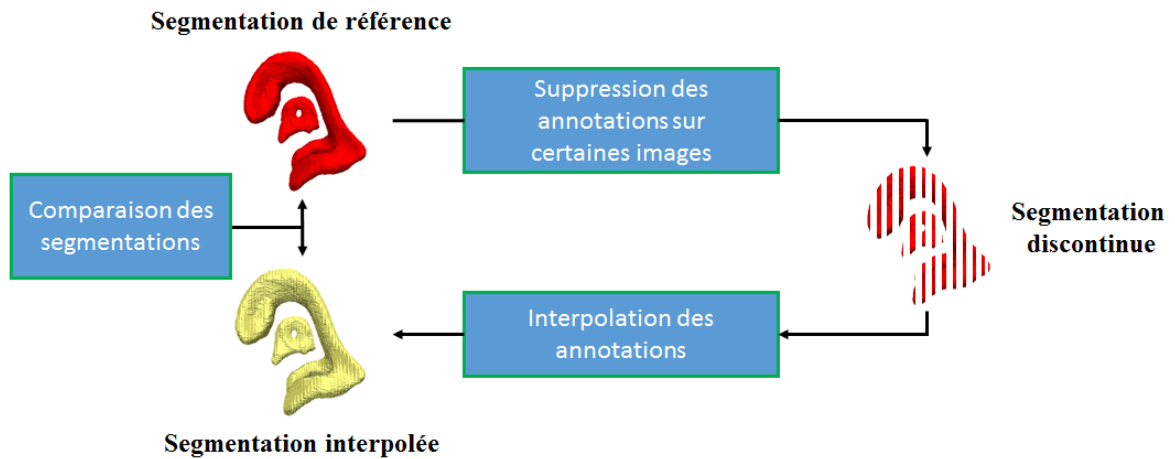 Segmentation de référence
Suppression des
annotations sur
certaines images
Comparaison des
segmentations
Segmentation
discontinue
Interpolation des
annotations
Segmentation interpolée